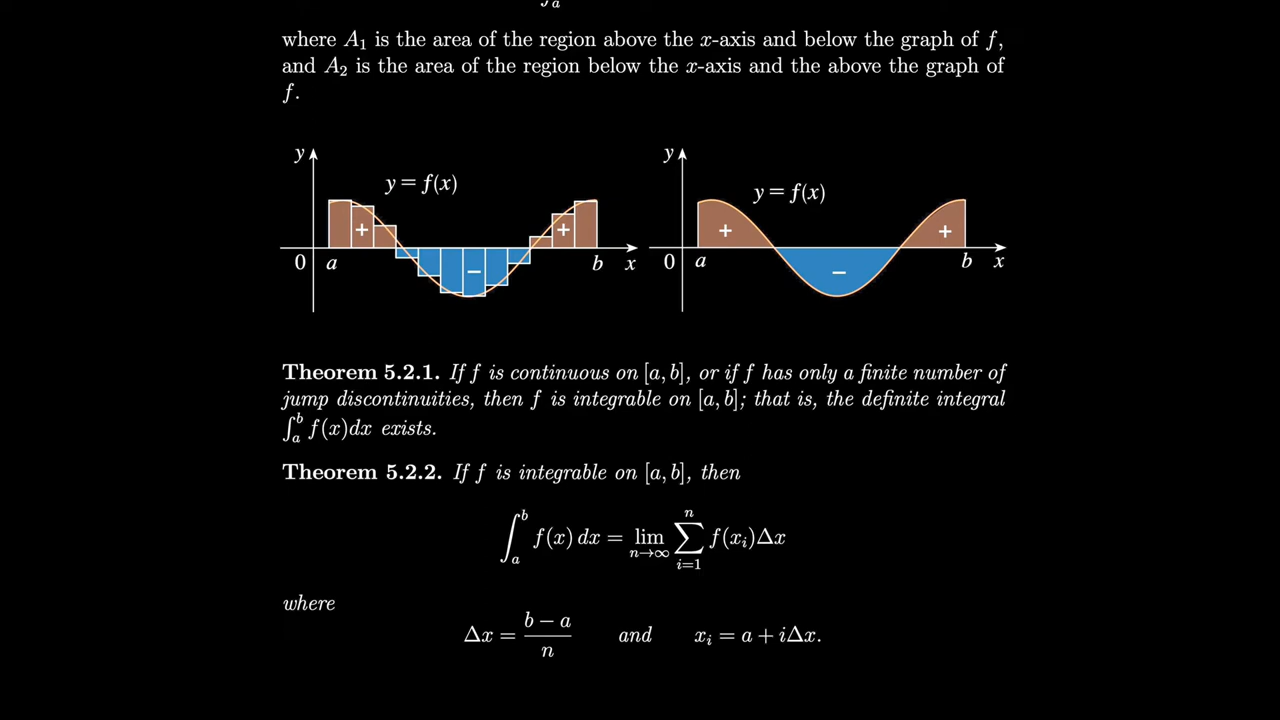 ∫ₐ
where A₁ is the area of the region above the x-axis and below the graph of f,
and A₂ is the area of the region below the x-axis and the above the graph of
f.
y y = f(x) + + − 0 a b x
y y = f(x) + + − 0 a b x
Theorem 5.2.1. If f is continuous on [a, b], or if f has only a finite number of
jump discontinuities, then f is integrable on [a, b]; that is, the definite integral
∫ₐᵇ f(x)dx exists.
Theorem 5.2.2. If f is integrable on [a, b], then
∫ₐᵇ f(x) dx = lim_{n→∞} ∑_{i=1}^{n} f(xᵢ)Δx
where
Δx = (b − a)/n and xᵢ = a + iΔx.